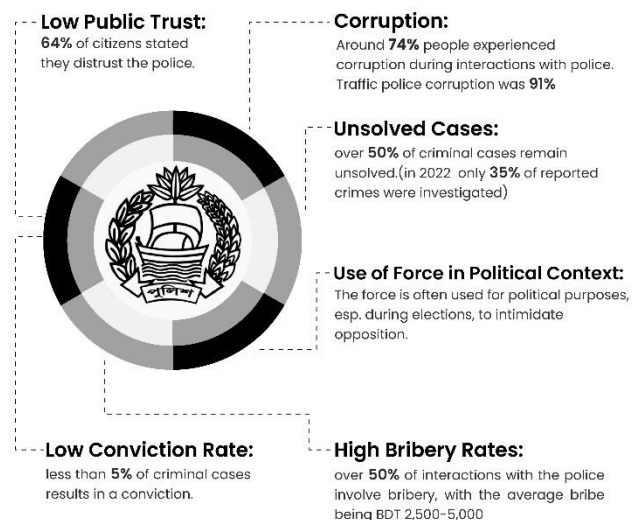 Low Public Trust:
64% of citizens stated
they distrust the police.
Corruption:
Around 74% people experienced
corruption during interactions with police.
Traffic police corruption was 91%
Unsolved Cases:
over 50% of criminal cases remain
unsolved.(in 2022 only 35% of reported
crimes were investigated)
পুলিশ
Use of Force in Political Context:
The force is often used for political purposes,
esp. during elections, to intimidate
opposition.
Low Conviction Rate:
less than 5% of criminal cases
results in a conviction.
High Bribery Rates:
over 50% of interactions with the police
involve bribery, with the average bribe
being BDT 2,500-5,000